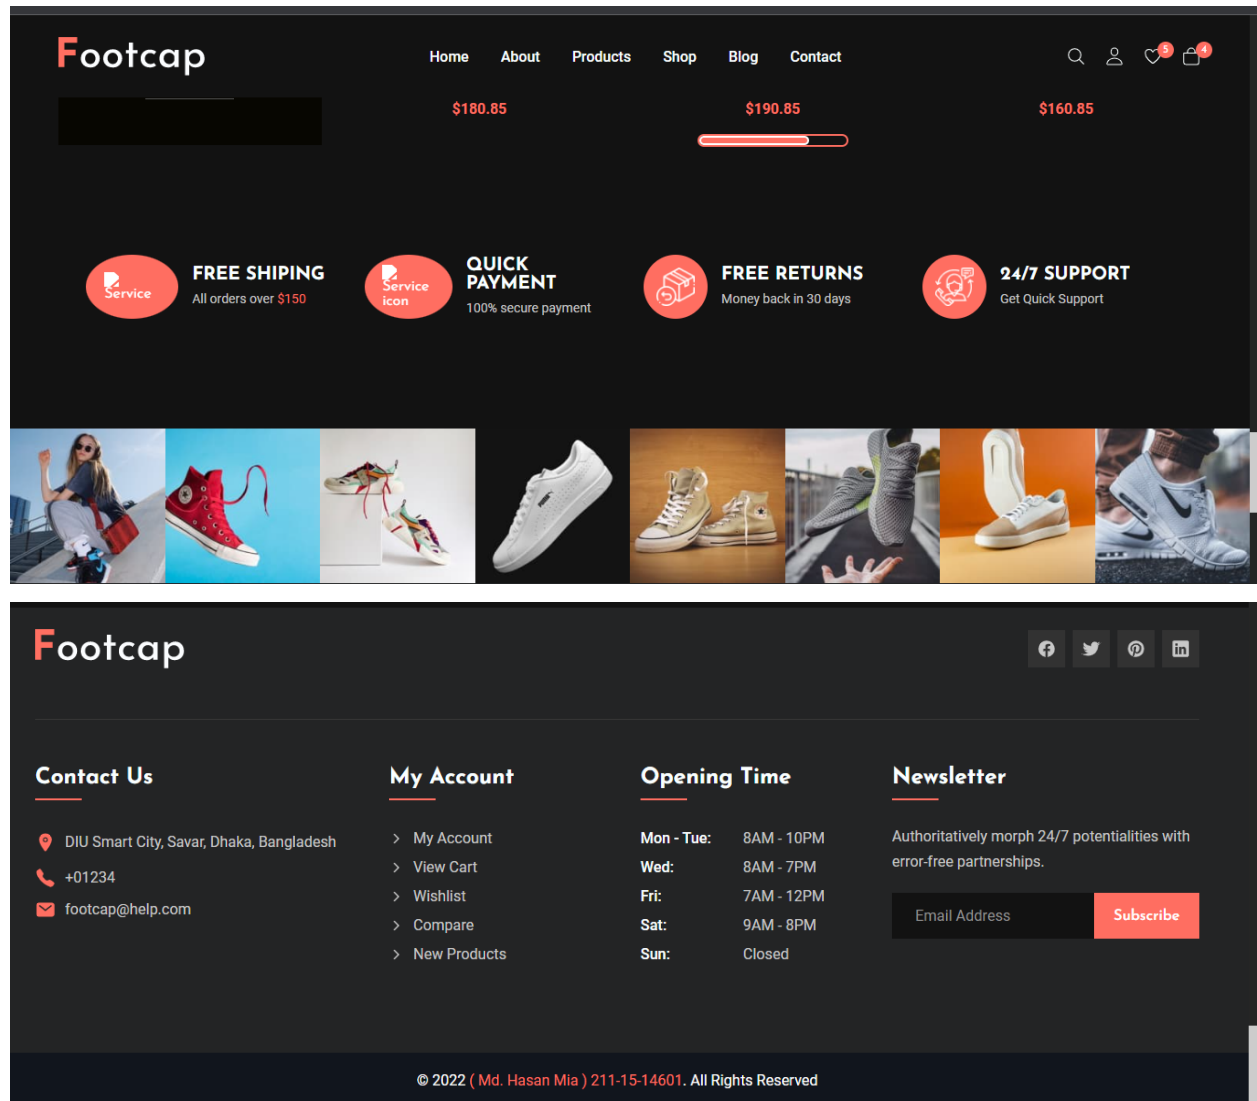 Footcap
Home About Products Shop Blog Contact
5 4
$180.85 $190.85 $160.85
Service
FREE SHIPING
All orders over $150
Service
icon
QUICK
PAYMENT
100% secure payment
FREE RETURNS
Money back in 30 days
24/7 SUPPORT
Get Quick Support
Footcap
Contact Us
DIU Smart City, Savar, Dhaka, Bangladesh
+01234
footcap@help.com
My Account
My Account
View Cart
Wishlist
Compare
New Products
Opening Time
Mon - Tue: 8AM - 10PM
Wed: 8AM - 7PM
Fri: 7AM - 12PM
Sat: 9AM - 8PM
Sun: Closed
Newsletter
Authoritatively morph 24/7 potentialities with
error-free partnerships.
Email Address Subscribe
© 2022 ( Md. Hasan Mia ) 211-15-14601. All Rights Reserved